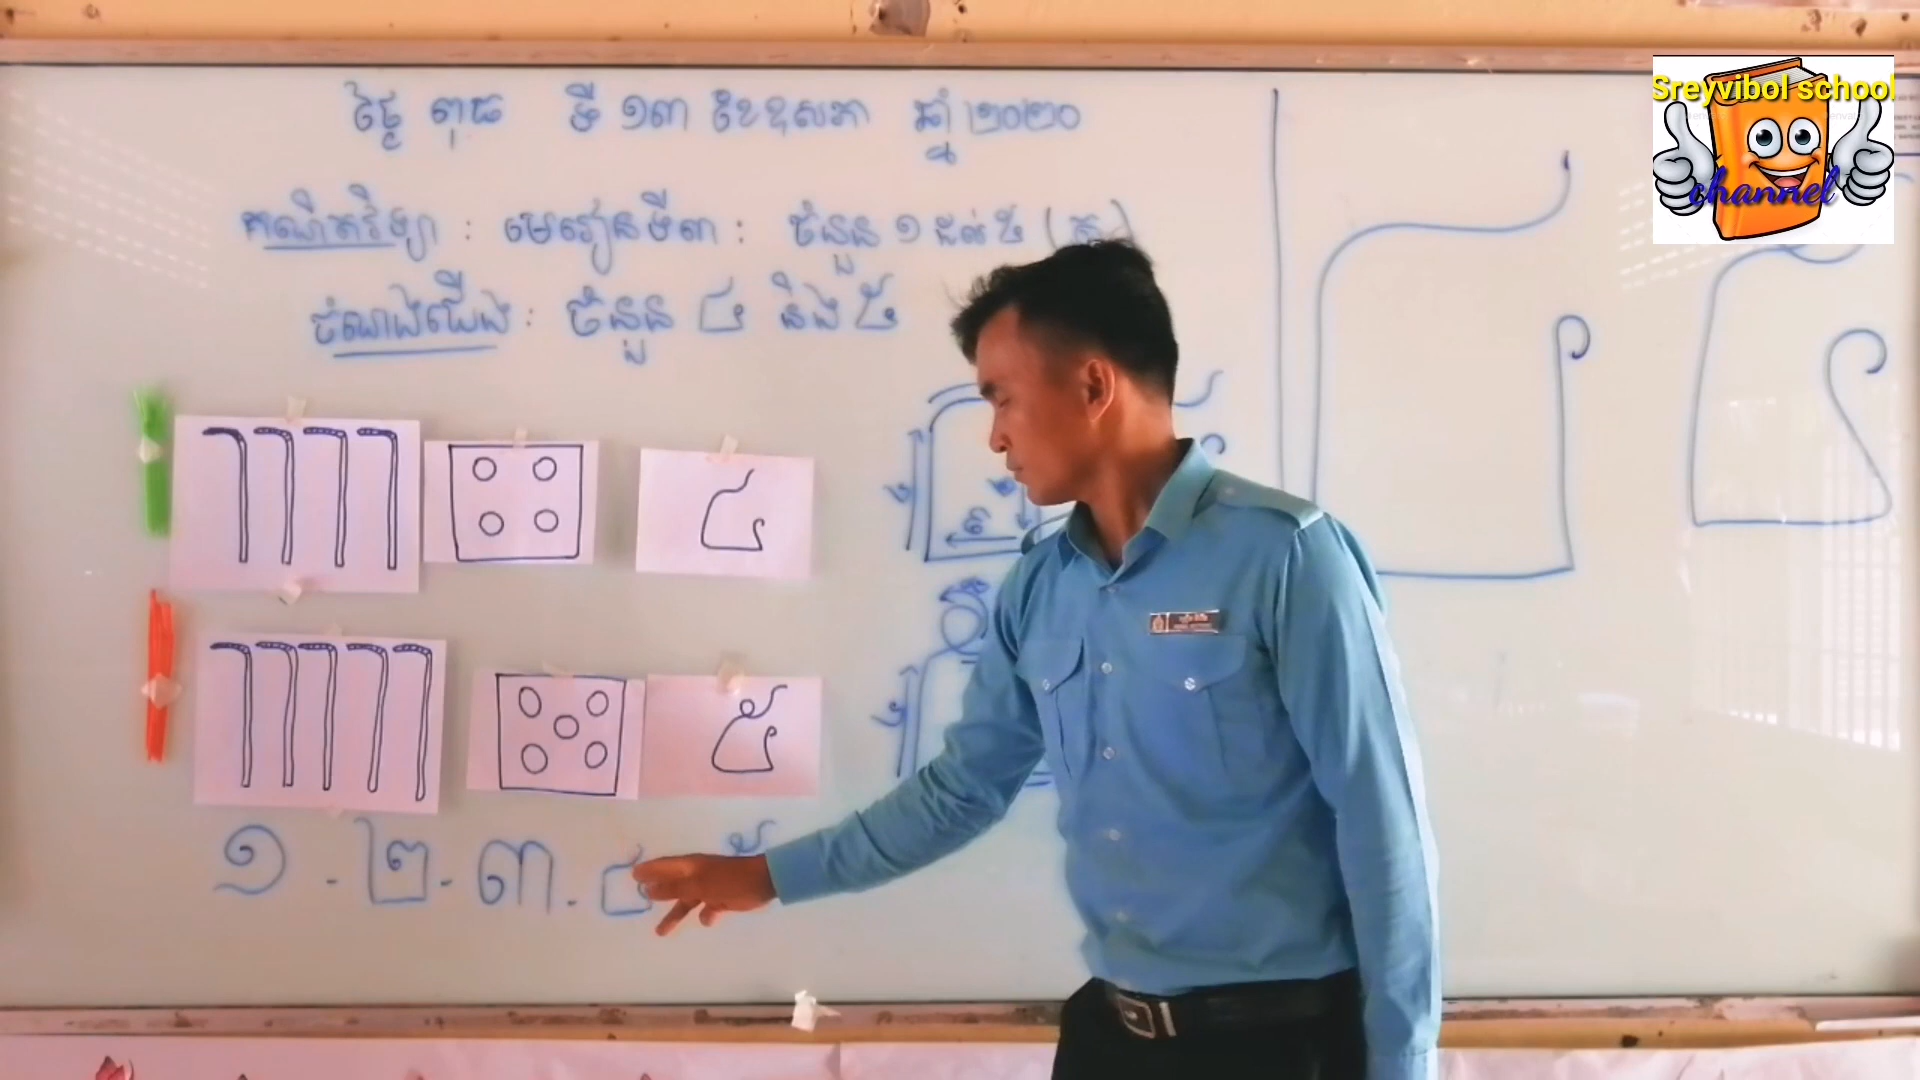 ថ្ងៃ ពុធ ទី ១៣ ខែឧសភា ឆ្នាំ ២០២០
គណិតវិទ្យា : មេរៀនទី៣ : ចំនួន ១ ដល់ ៥
ចំណងជើង : ចំនួន ៤ និង ៥
៤
៥
១ - ២ - ៣ - ៤ ៥
៤
៥
Sreyvibol school
channel